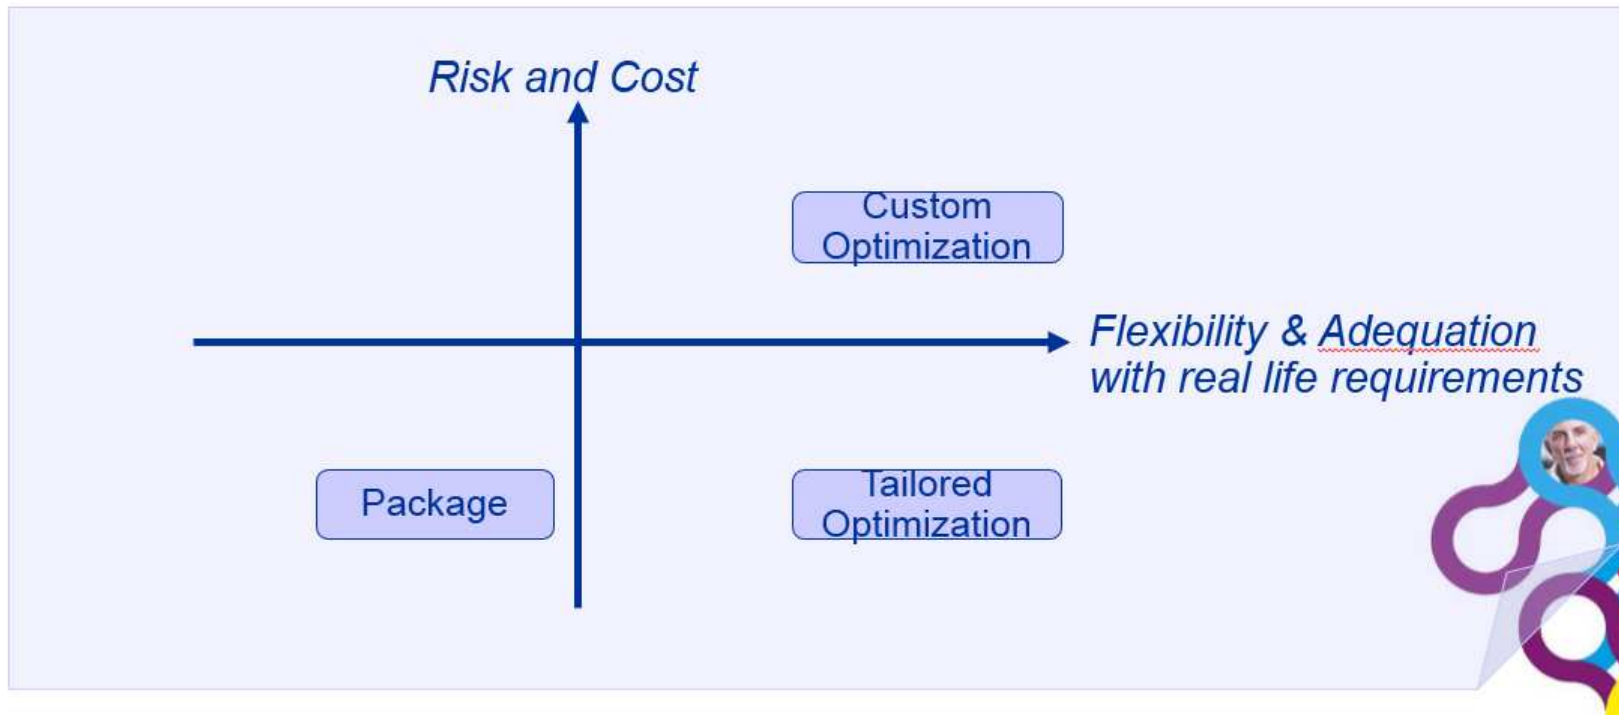 Risk and Cost
Custom
Optimization
Flexibility & Adequation
with real life requirements
Package
Tailored
Optimization